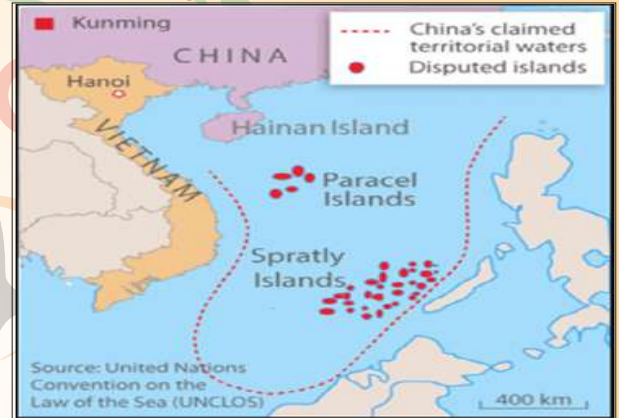 Kunming
CHINA
China's claimed
territorial waters
Disputed islands
Hanoi
VIETNAM
Hainan Island
Paracel
Islands
Spratly
Islands
Source: United Nations
Convention on the
Law of the Sea (UNCLOS)
400 km